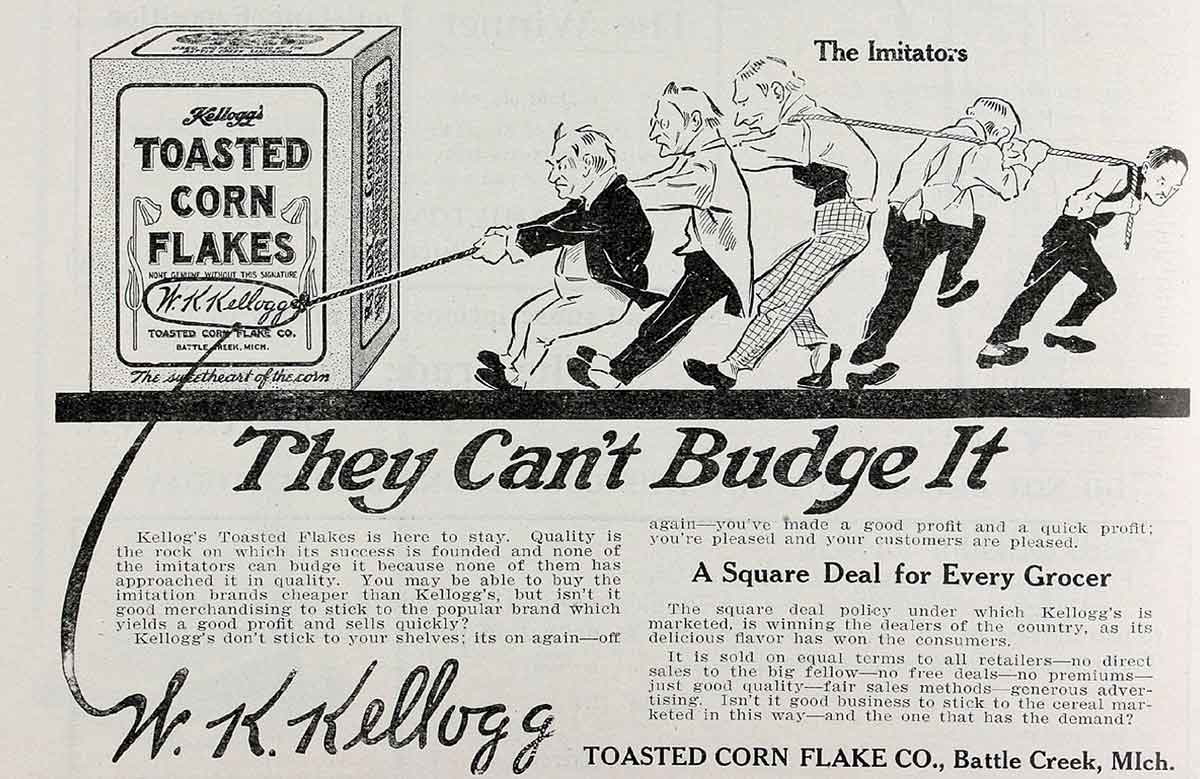 Kellogg's
TOASTED
CORN
FLAKES
NONE GENUINE WITHOUT THIS SIGNATURE
W.K.Kellogg
TOASTED CORN FLAKE CO.
BATTLE CREEK, MICH.
The sweetheart of the corn
The Imitators
They Can't Budge It
Kellog's Toasted Flakes is here to stay. Quality is
the rock on which its success is founded and none of
the imitators can budge it because none of them has
approached it in quality. You may be able to buy the
imitation brands cheaper than Kellogg's, but isn't it
good merchandising to stick to the popular brand which
yields a good profit and sells quickly?
Kellogg's don't stick to your shelves; its on again—off
again—you've made a good profit and a quick profit;
you're pleased and your customers are pleased.
A Square Deal for Every Grocer
The square deal policy under which Kellogg's is
marketed, is winning the dealers of the country, as its
delicious flavor has won the consumers.
It is sold on equal terms to all retailers—no direct
sales to the big fellow—no free deals—no premiums—
just good quality—fair sales methods—generous adver-
tising. Isn't it good business to stick to the cereal mar-
keted in this way—and the one that has the demand?
W. K. Kellogg
TOASTED CORN FLAKE CO., Battle Creek, MIch.